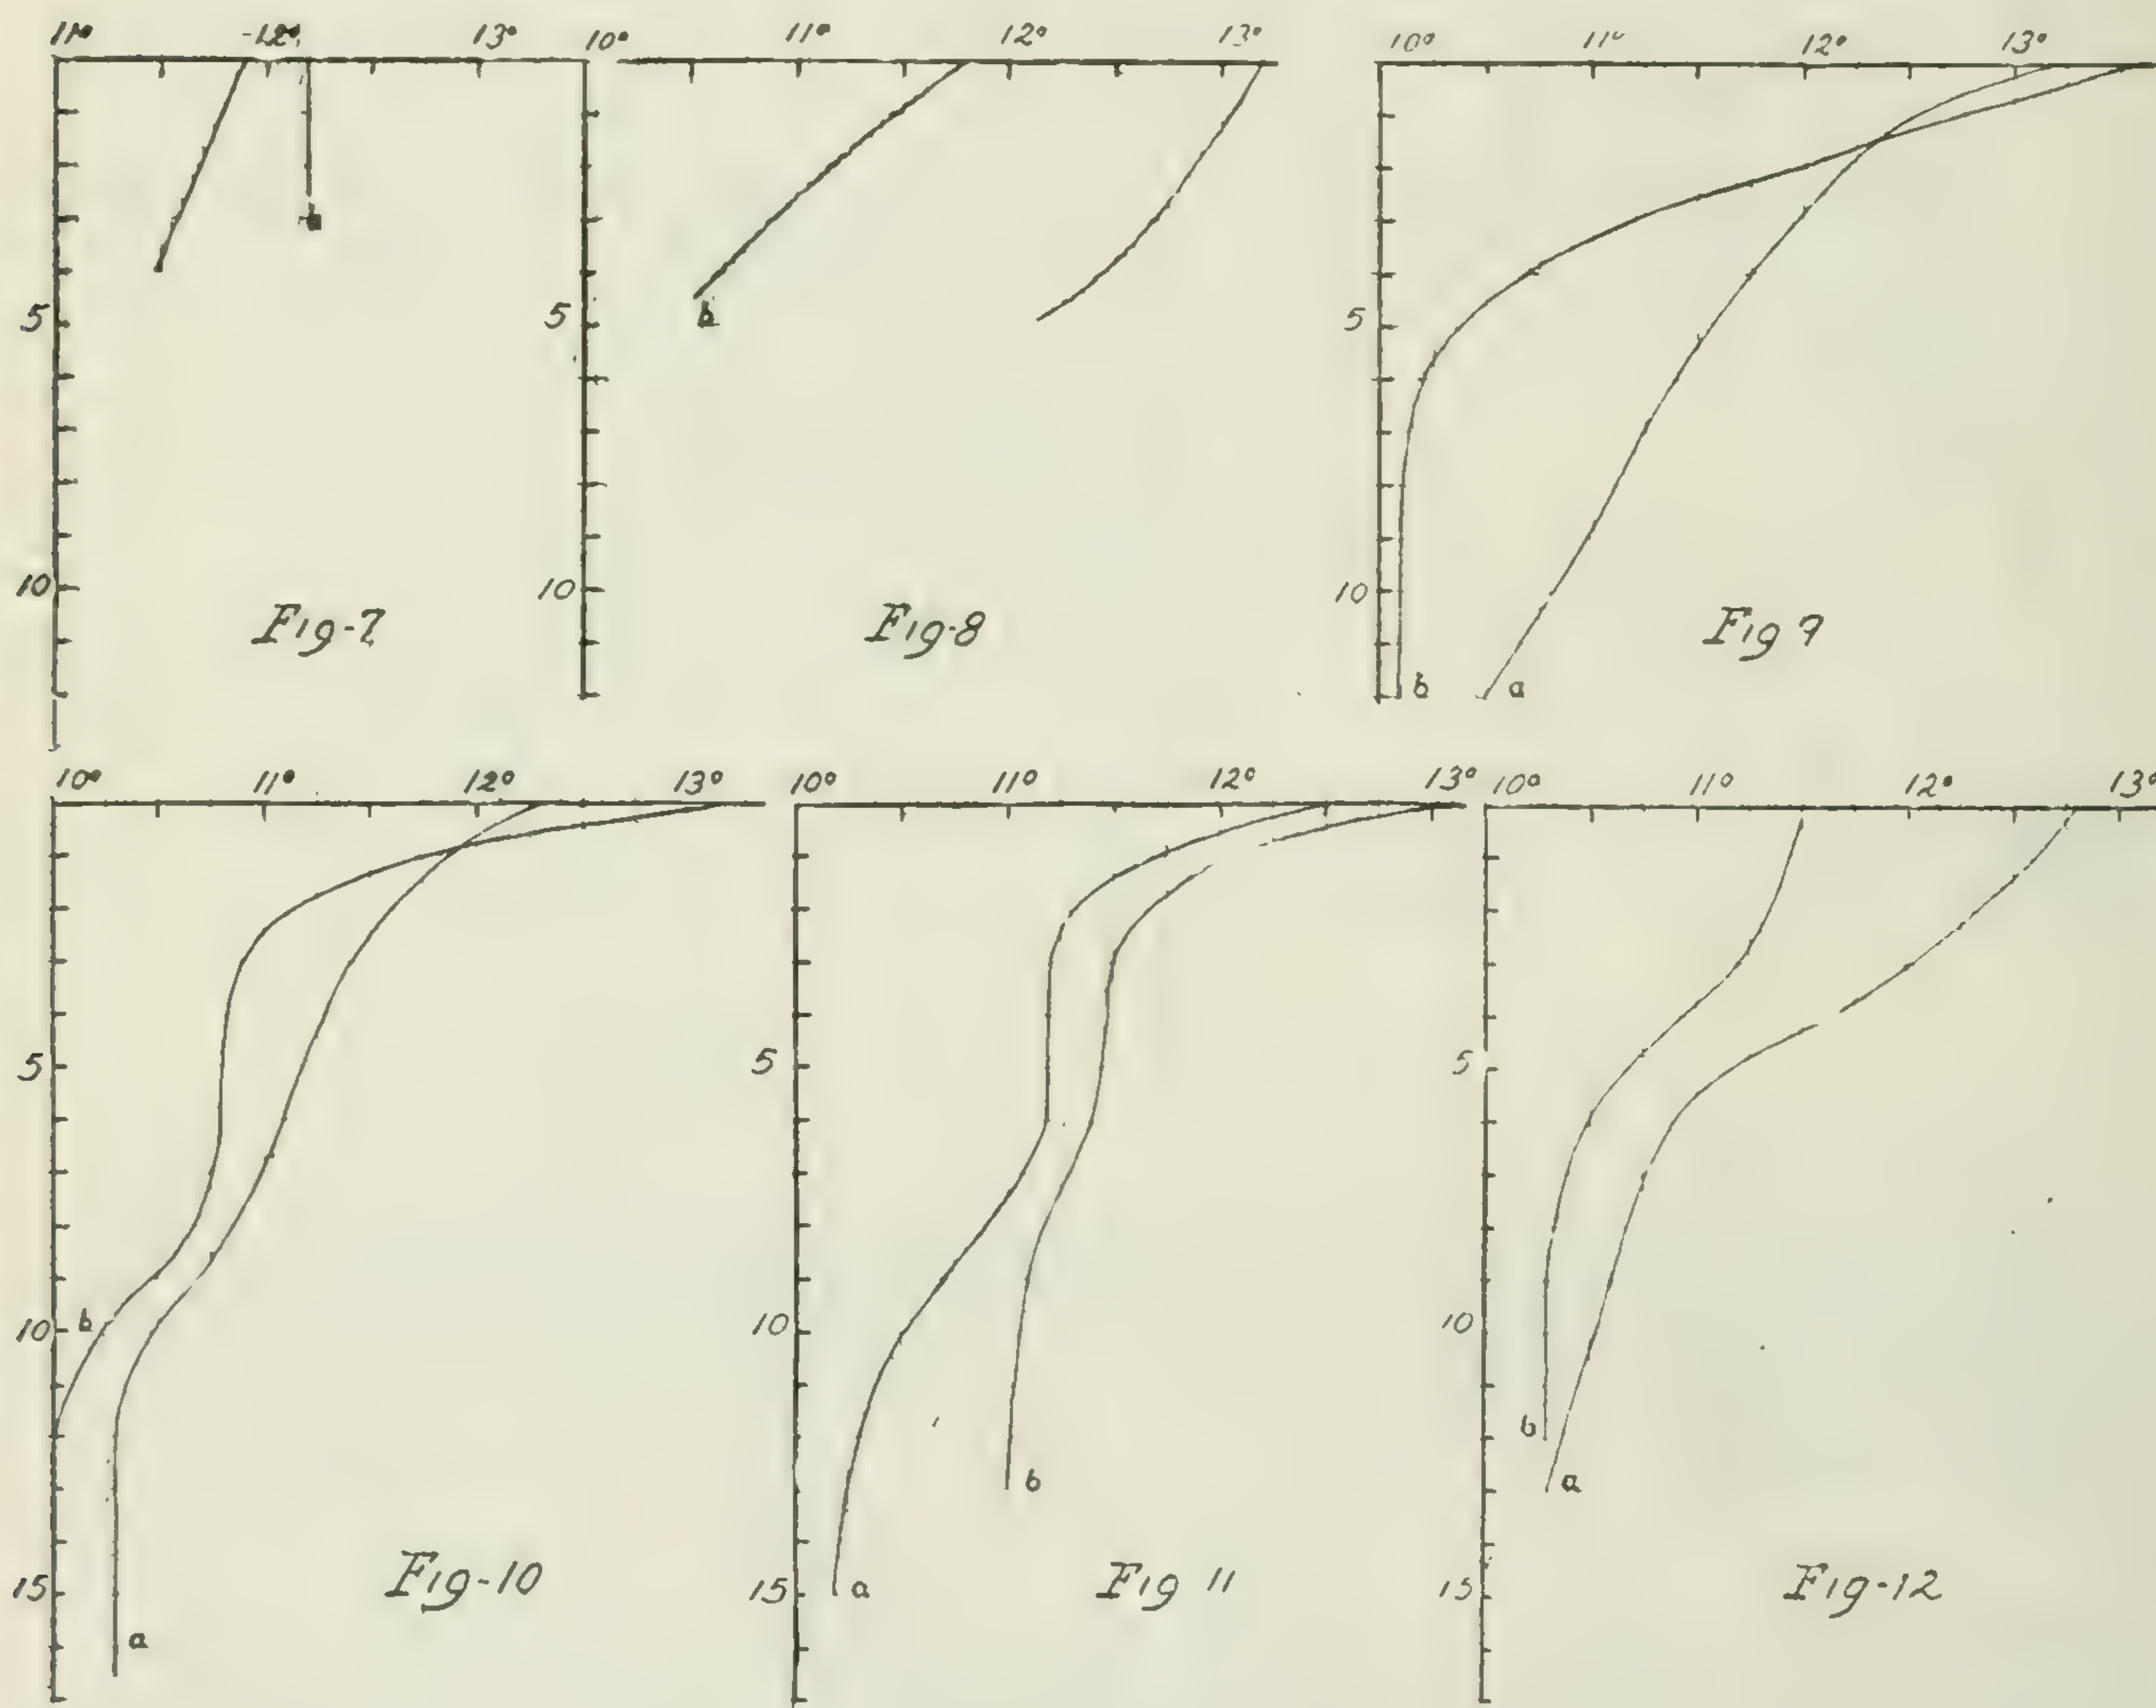 11° 12° 13° 10° 11° 12° 13° 10° 11° 12° 13°
b
b
5 5 5
10 10 10
Fig-7 Fig-8 Fig 9
b a
10° 11° 12° 13° 10° 11° 12° 13° 10° 11° 12° 13°
5 5 5
10 b 10 10
b
b a
Fig-10 Fig 11 Fig-12
15 15 a 15
a